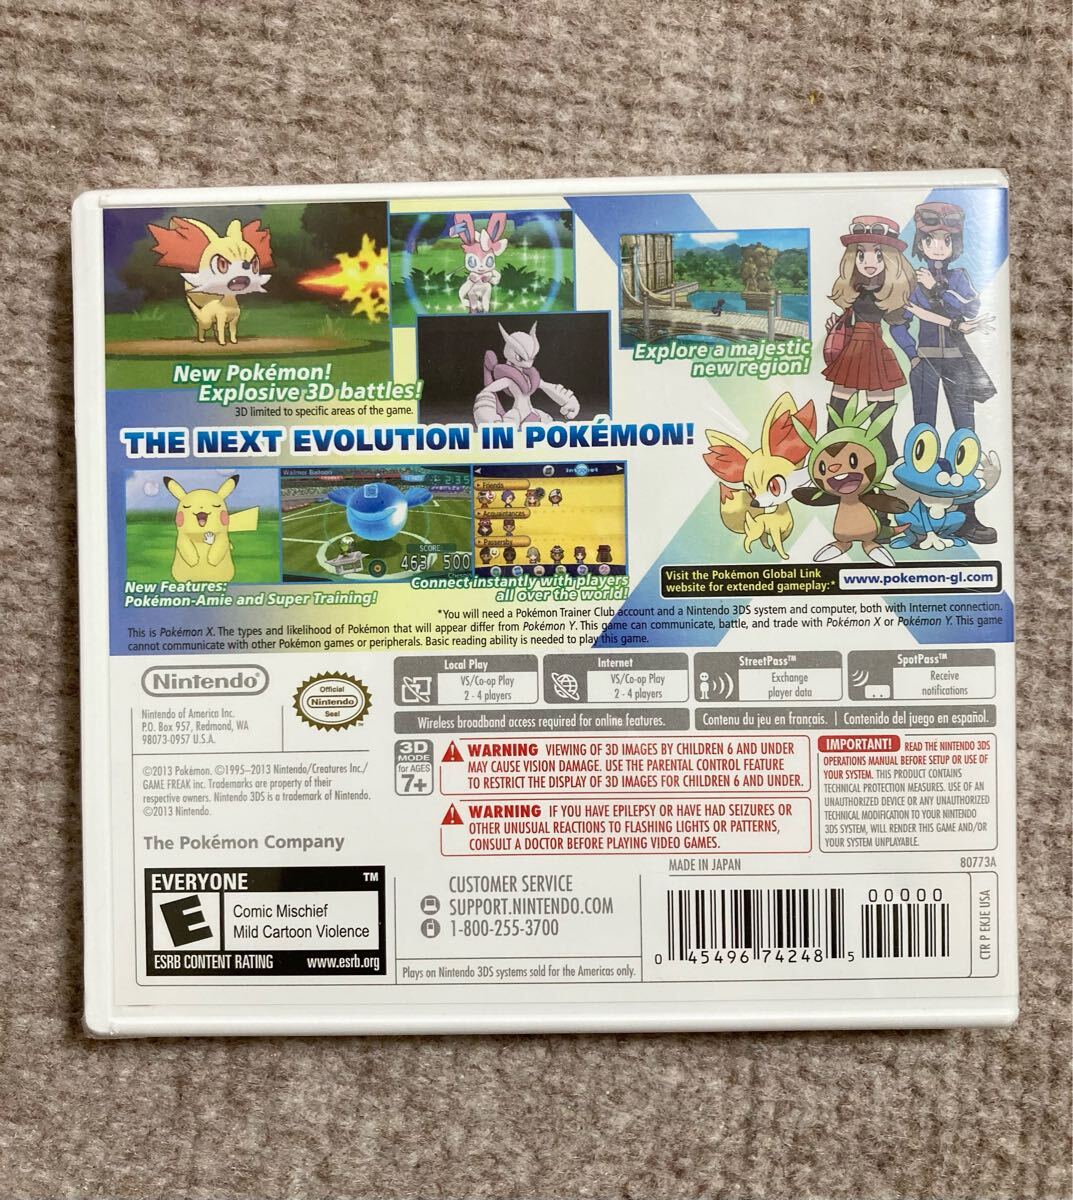 New Pokémon!
Explosive 3D battles!
3D limited to specific areas of the game.
Explore a majestic
new region!
THE NEXT EVOLUTION IN POKÉMON!
Wailmer Balloon
SCORE
463 500
Friends
Acquaintances
Passersby
New Features:
Pokémon-Amie and Super Training!
Connect instantly with players
all over the world!
Visit the Pokémon Global Link
website for extended gameplay:*
www.pokemon-gl.com
*You will need a Pokémon Trainer Club account and a Nintendo 3DS system and computer, both with Internet connection.
This is Pokémon X. The types and likelihood of Pokémon that will appear differ from Pokémon Y. This game can communicate, battle, and trade with Pokémon X or Pokémon Y. This game
cannot communicate with other Pokémon games or peripherals. Basic reading ability is needed to play this game.
Nintendo®
Official
Nintendo
Seal
Nintendo of America Inc.
P.O. Box 957, Redmond, WA
98073-0957 U.S.A.
Local Play
VS/Co-op Play
2 - 4 players
Internet
VS/Co-op Play
2 - 4 players
StreetPass™
Exchange
player data
SpotPass™
Receive
notifications
Wireless broadband access required for online features.
Contenu du jeu en français. | Contenido del juego en español.
©2013 Pokémon. ©1995–2013 Nintendo/Creatures Inc./
GAME FREAK inc. Trademarks are property of their
respective owners. Nintendo 3DS is a trademark of Nintendo.
©2013 Nintendo.
The Pokémon Company
3D
MODE
for AGES
7+
WARNING VIEWING OF 3D IMAGES BY CHILDREN 6 AND UNDER
MAY CAUSE VISION DAMAGE. USE THE PARENTAL CONTROL FEATURE
TO RESTRICT THE DISPLAY OF 3D IMAGES FOR CHILDREN 6 AND UNDER.
WARNING IF YOU HAVE EPILEPSY OR HAVE HAD SEIZURES OR
OTHER UNUSUAL REACTIONS TO FLASHING LIGHTS OR PATTERNS,
CONSULT A DOCTOR BEFORE PLAYING VIDEO GAMES.
IMPORTANT! READ THE NINTENDO 3DS
OPERATIONS MANUAL BEFORE SETUP OR USE OF
YOUR SYSTEM. THIS PRODUCT CONTAINS
TECHNICAL PROTECTION MEASURES. USE OF AN
UNAUTHORIZED DEVICE OR ANY UNAUTHORIZED
TECHNICAL MODIFICATION TO YOUR NINTENDO
3DS SYSTEM, WILL RENDER THIS GAME AND/OR
YOUR SYSTEM UNPLAYABLE.
MADE IN JAPAN
80773A
EVERYONE ™
E
Comic Mischief
Mild Cartoon Violence
ESRB CONTENT RATING www.esrb.org
CUSTOMER SERVICE
SUPPORT.NINTENDO.COM
1-800-255-3700
Plays on Nintendo 3DS systems sold for the Americas only.
00000
0 45496 74248 5
CTR P EKJE USA